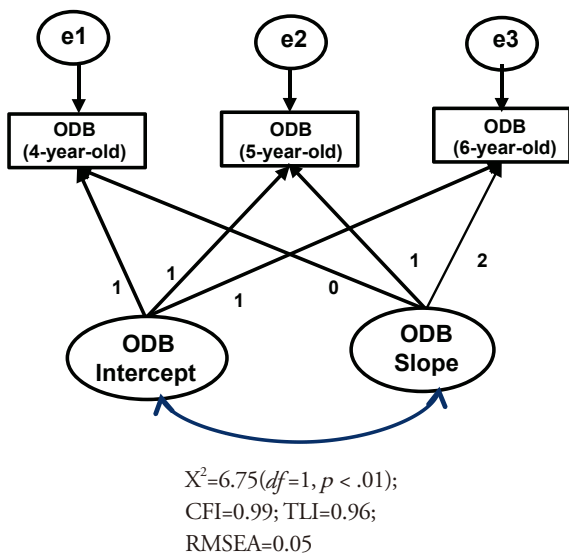 e1
e2
e3
ODB
(4-year-old)
ODB
(5-year-old)
ODB
(6-year-old)
1
1
1
0
1
2
ODB
Intercept
ODB
Slope
X²=6.75(df=1, p < .01);
CFI=0.99; TLI=0.96;
RMSEA=0.05